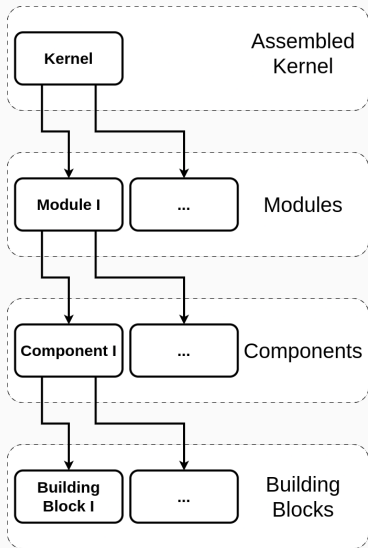 Kernel
Assembled
Kernel
Module I
...
Modules
Component I
...
Components
Building
Block I
...
Building
Blocks